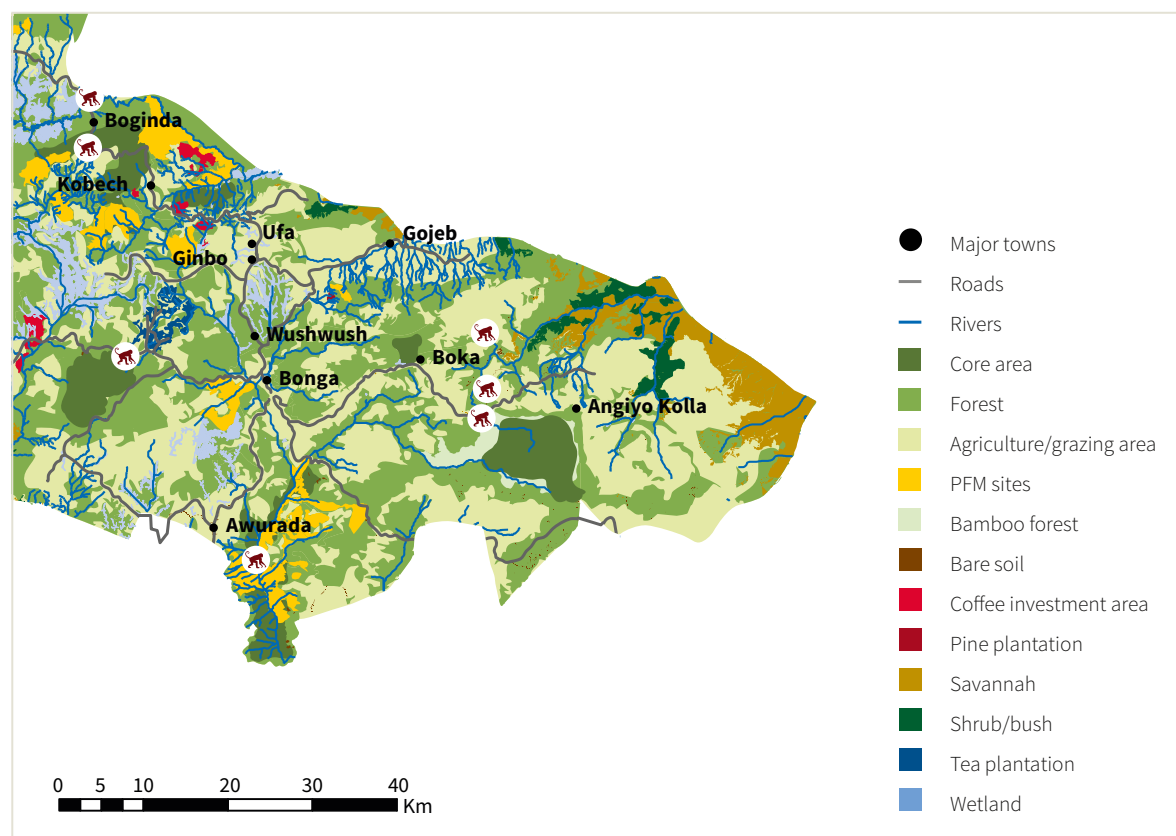 Boginda
Kobech
Ufa
Gojeb
Ginbo
Wushwush
Boka
Bonga
Angiyo Kolla
Awurada
0 5 10 20 30 40
Km
Major towns
Roads
Rivers
Core area
Forest
Agriculture/grazing area
PFM sites
Bamboo forest
Bare soil
Coffee investment area
Pine plantation
Savannah
Shrub/bush
Tea plantation
Wetland